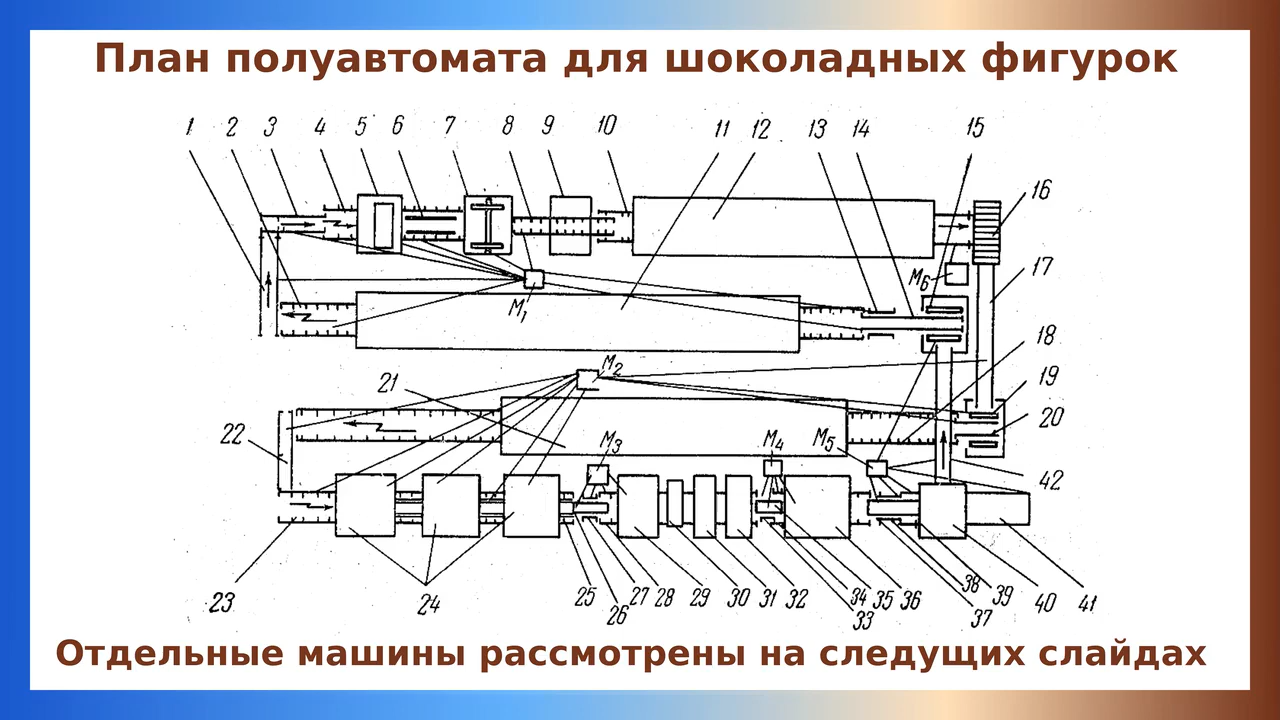 План полуавтомата для шоколадных фигурок
1 2 3 4 5 6 7 8 9 10 11 12 13 14 15
16
M6
17
M1
18
M2
21
19
20
22
M3 M4 M5
42
23 24 25 26 27 28 29 30 31 32 33 34 35 36 37 38 39 40 41
Отдельные машины рассмотрены на следущих слайдах